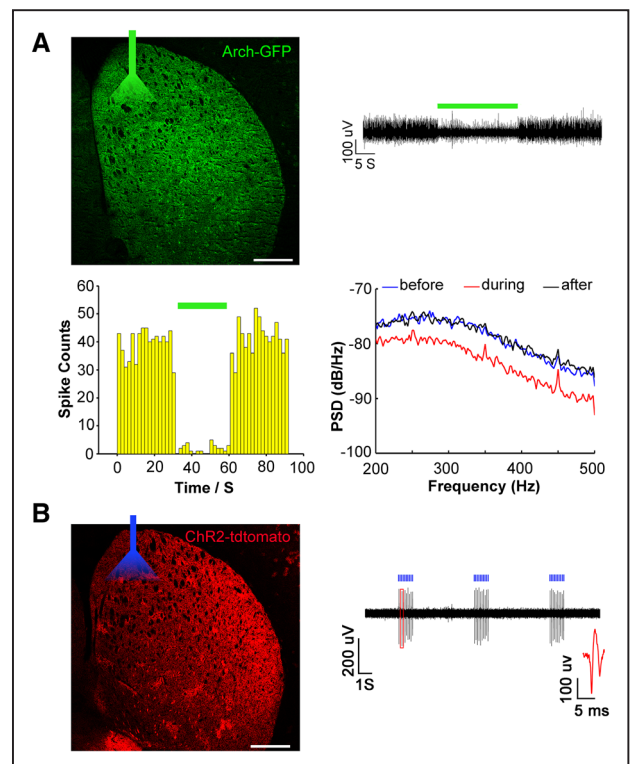 A
Arch-GFP
100 uV
5 S
60
50
40
30
20
10
0
Spike Counts
0 20 40 60 80 100
Time / S
before during after
-70
-80
-90
-100
PSD (dB/Hz)
200 300 400 500
Frequency (Hz)
B
ChR2-tdtomato
200 uV
1S
100 uv
5 ms